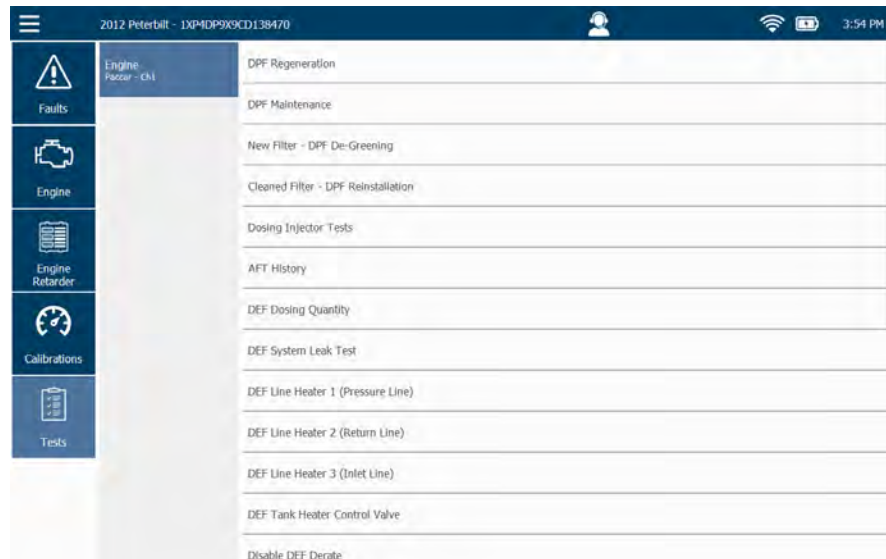 2012 Peterbilt - 1XP4DP9X9CD138470
3:54 PM
Faults
Engine
Engine
Retarder
Calibrations
Tests
Engine
Paccar - Ch1
DPF Regeneration
DPF Maintenance
New Filter - DPF De-Greening
Cleaned Filter - DPF Reinstallation
Dosing Injector Tests
AFT History
DEF Dosing Quantity
DEF System Leak Test
DEF Line Heater 1 (Pressure Line)
DEF Line Heater 2 (Return Line)
DEF Line Heater 3 (Inlet Line)
DEF Tank Heater Control Valve
Disable DEF Derate